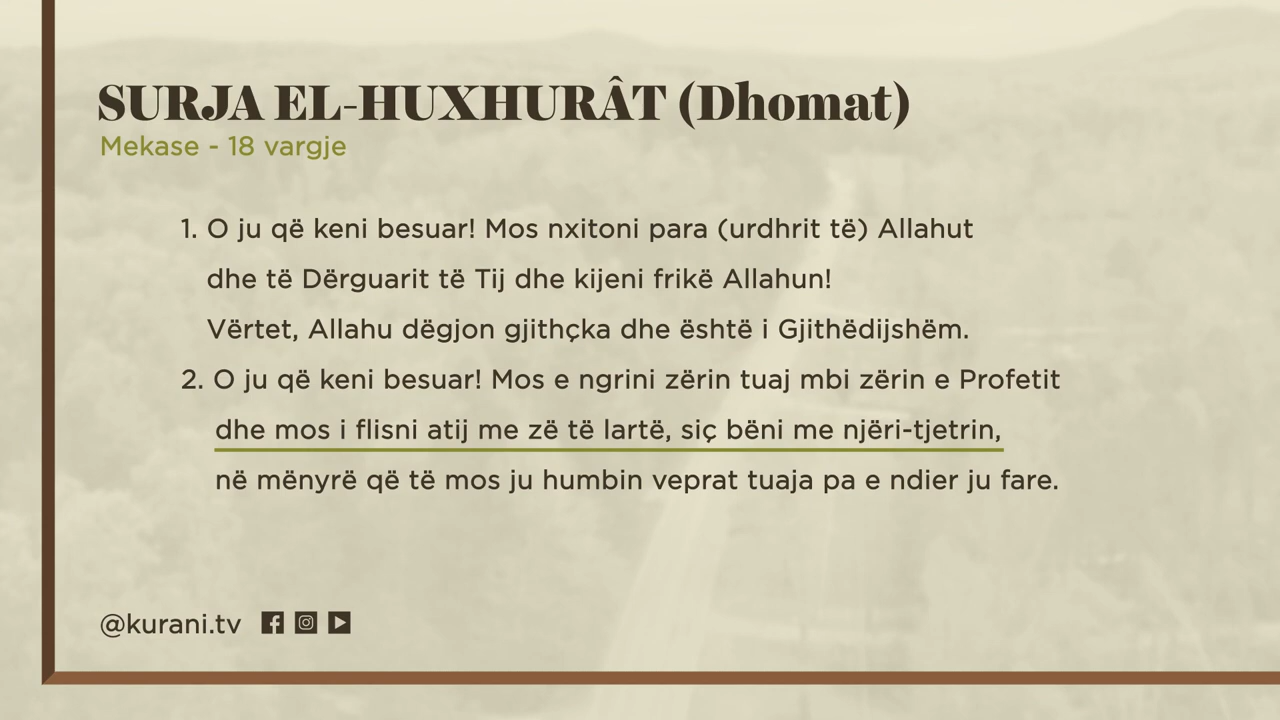 SURJA EL-HUXHURÂT (Dhomat)
Mekase - 18 vargje
1. O ju që keni besuar! Mos nxitoni para (urdhrit të) Allahut
dhe të Dërguarit të Tij dhe kijeni frikë Allahun!
Vërtet, Allahu dëgjon gjithçka dhe është i Gjithëdijshëm.
2. O ju që keni besuar! Mos e ngrini zërin tuaj mbi zërin e Profetit
dhe mos i flisni atij me zë të lartë, siç bëni me njëri-tjetrin,
në mënyrë që të mos ju humbin veprat tuaja pa e ndier ju fare.
@kurani.tv